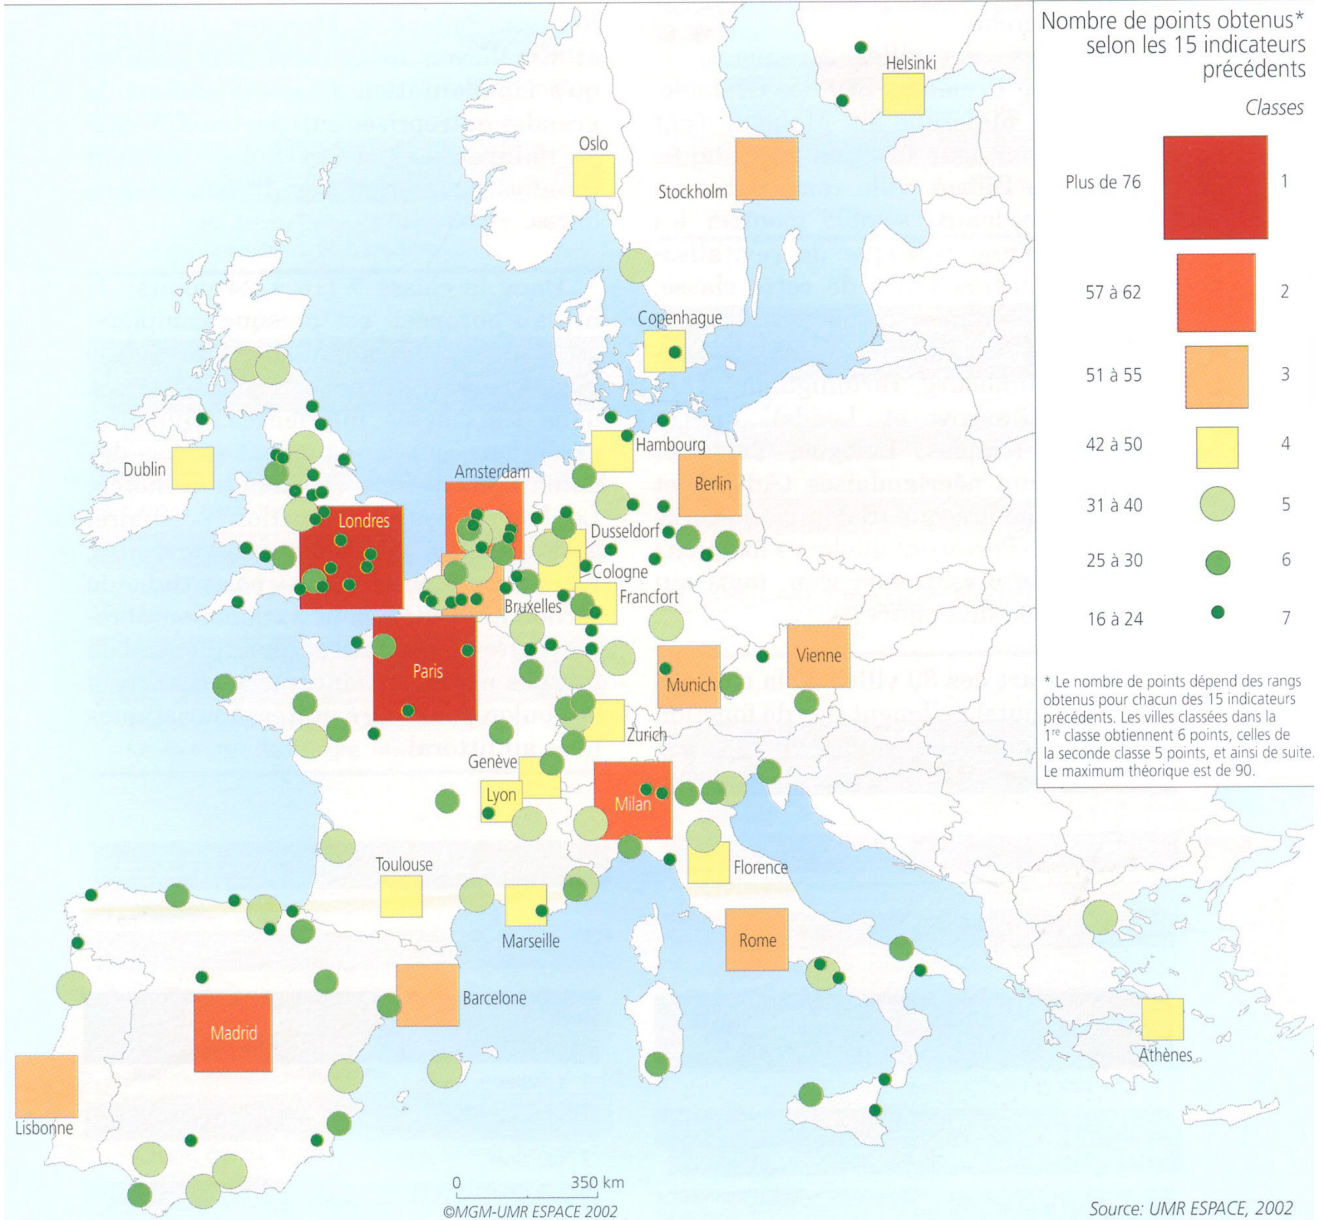 Nombre de points obtenus*
selon les 15 indicateurs
précédents
Classes
Plus de 76 1
57 à 62 2
51 à 55 3
42 à 50 4
31 à 40 5
25 à 30 6
16 à 24 7
* Le nombre de points dépend des rangs
obtenus pour chacun des 15 indicateurs
précédents. Les villes classées dans la
1re classe obtiennent 6 points, celles de
la seconde classe 5 points, et ainsi de suite.
Le maximum théorique est de 90.
Helsinki
Oslo
Stockholm
Copenhague
Hambourg
Dublin
Amsterdam
Berlin
Londres
Dusseldorf
Cologne
Francfort
Bruxelles
Paris
Vienne
Munich
Zurich
Genève
Lyon
Milan
Toulouse
Florence
Marseille
Rome
Barcelone
Madrid
Athènes
Lisbonne
0 350 km
©MGM-UMR ESPACE 2002
Source: UMR ESPACE, 2002